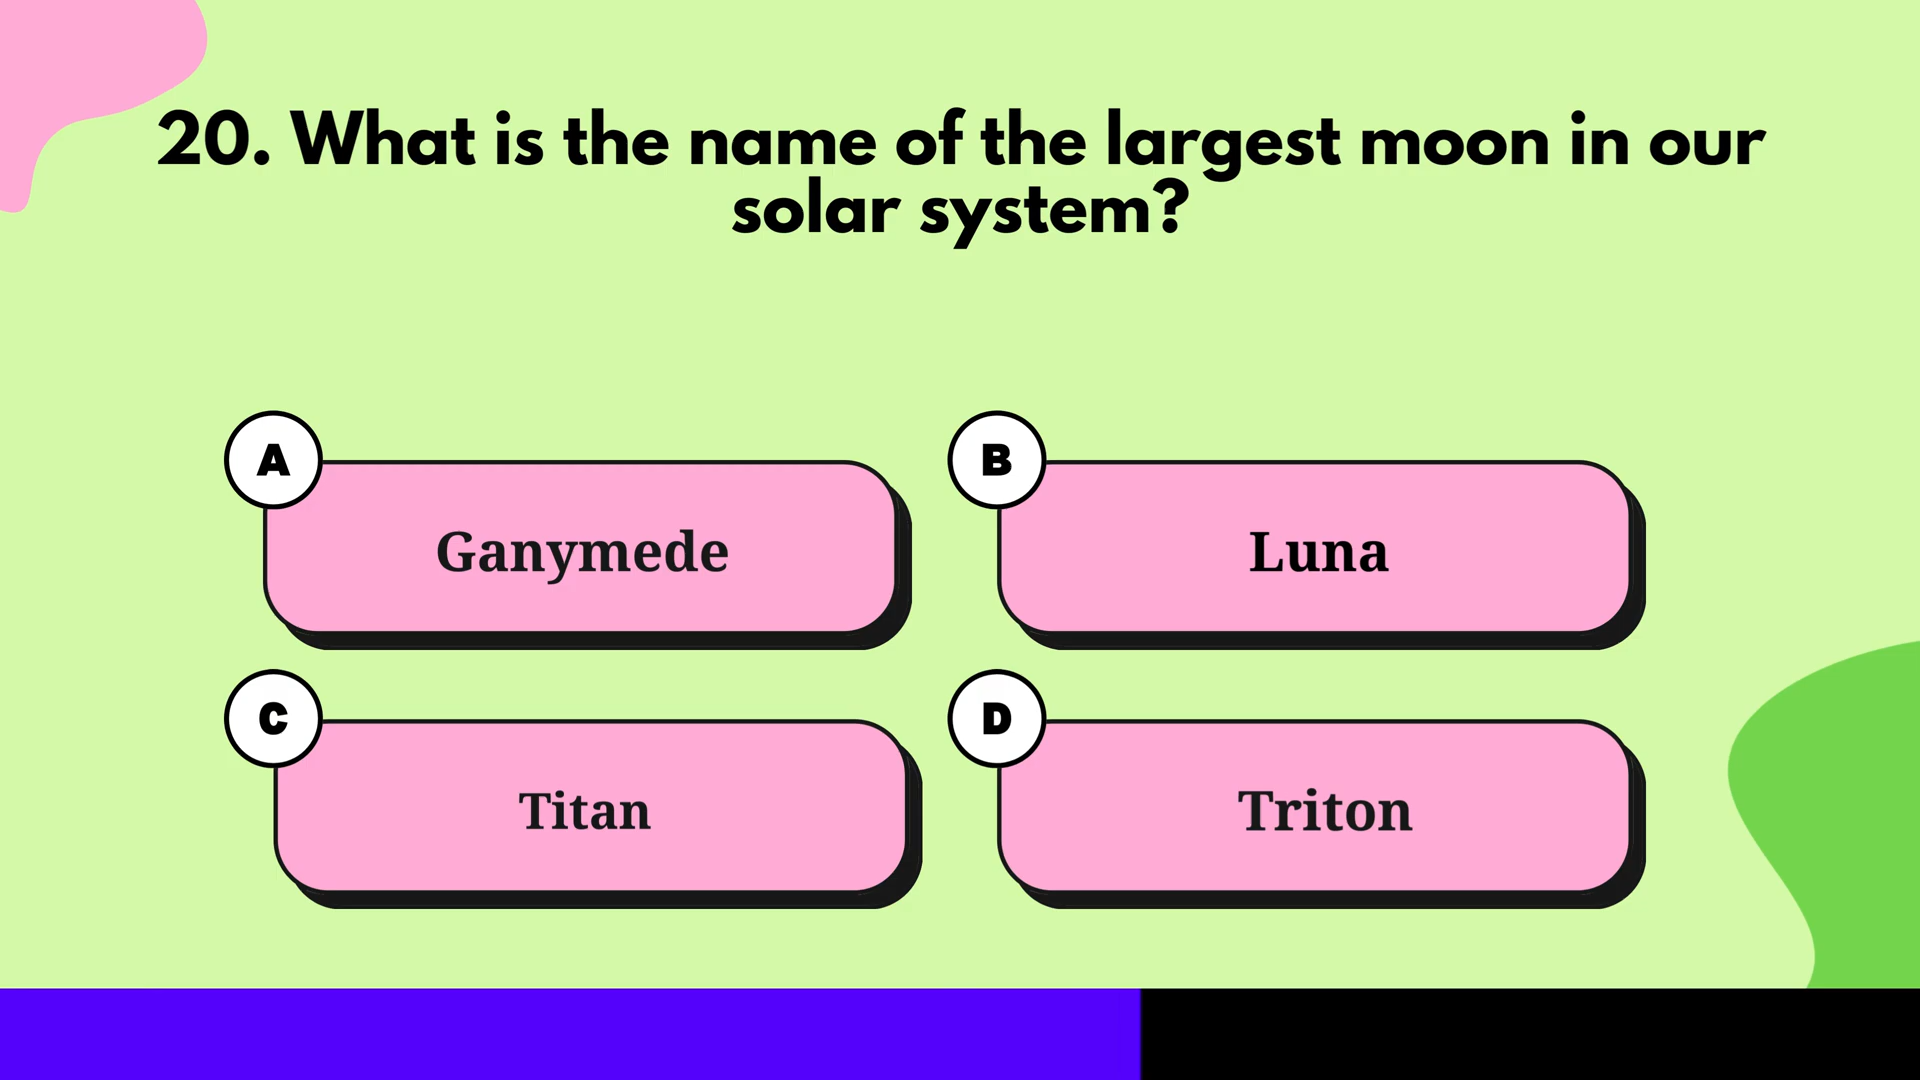 20. What is the name of the largest moon in our
solar system?
A
Ganymede
B
Luna
C
Titan
D
Triton